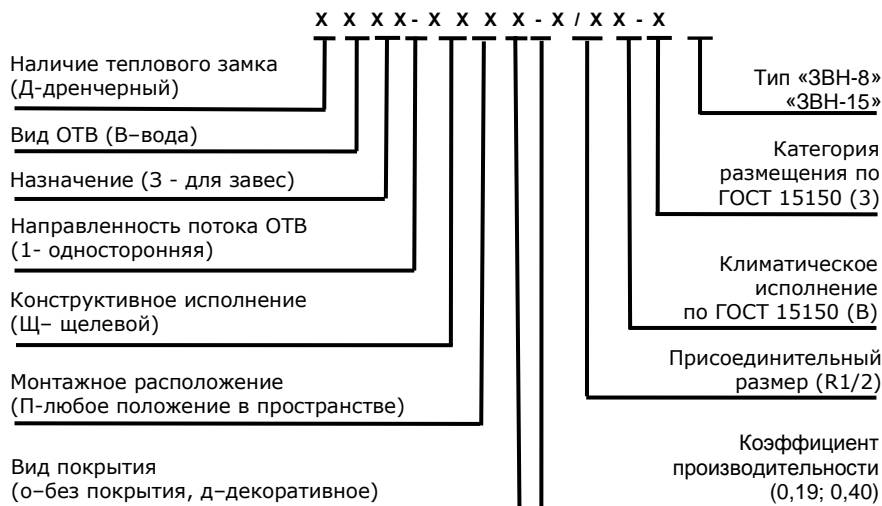 Х Х Х Х - Х Х Х Х - Х / Х Х - Х
Наличие теплового замка
(Д-дренчерный)
Вид ОТВ (В–вода)
Назначение (З - для завес)
Направленность потока ОТВ
(1- односторонняя)
Конструктивное исполнение
(Щ– щелевой)
Монтажное расположение
(П-любое положение в пространстве)
Вид покрытия
(о–без покрытия, д–декоративное)
Тип «ЗВН-8»
«ЗВН-15»
Категория
размещения по
ГОСТ 15150 (3)
Климатическое
исполнение
по ГОСТ 15150 (В)
Присоединительный
размер (R1/2)
Коэффициент
производительности
(0,19; 0,40)